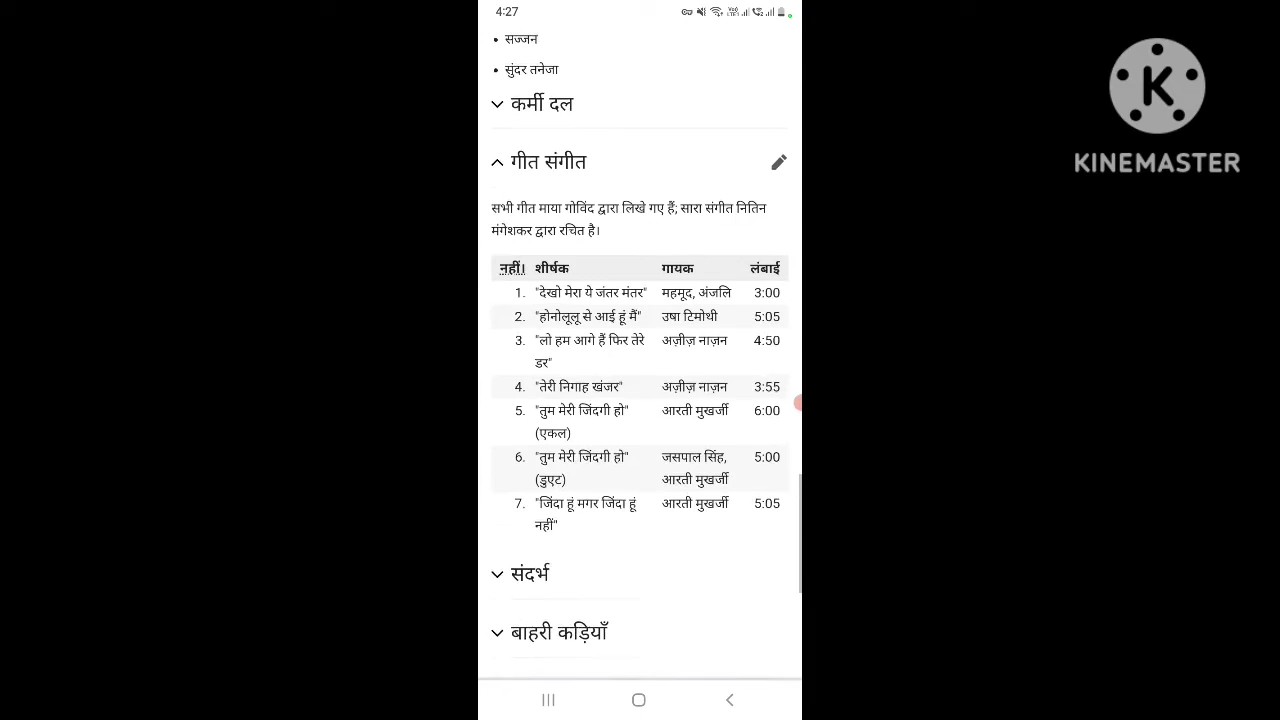 4:27
• सज्जन
• सुंदर तनेजा
कर्मी दल
गीत संगीत
सभी गीत माया गोविंद द्वारा लिखे गए हैं; सारा संगीत नितिन
मंगेशकर द्वारा रचित है।
नहीं। शीर्षक गायक लंबाई
1. "देखो मेरा ये जंतर मंतर" महमूद, अंजलि 3:00
2. "होनोलूलू से आई हूं मैं" उषा टिमोथी 5:05
3. "लो हम आगे हैं फिर तेरे अज़ीज़ नाज़न 4:50
डर"
4. "तेरी निगाह खंजर" अज़ीज़ नाज़न 3:55
5. "तुम मेरी जिंदगी हो" आरती मुखर्जी 6:00
(एकल)
6. "तुम मेरी जिंदगी हो" जसपाल सिंह, 5:00
(डुएट) आरती मुखर्जी
7. "जिंदा हूं मगर जिंदा हूं आरती मुखर्जी 5:05
नहीं"
संदर्भ
बाहरी कड़ियाँ
K
KINEMASTER